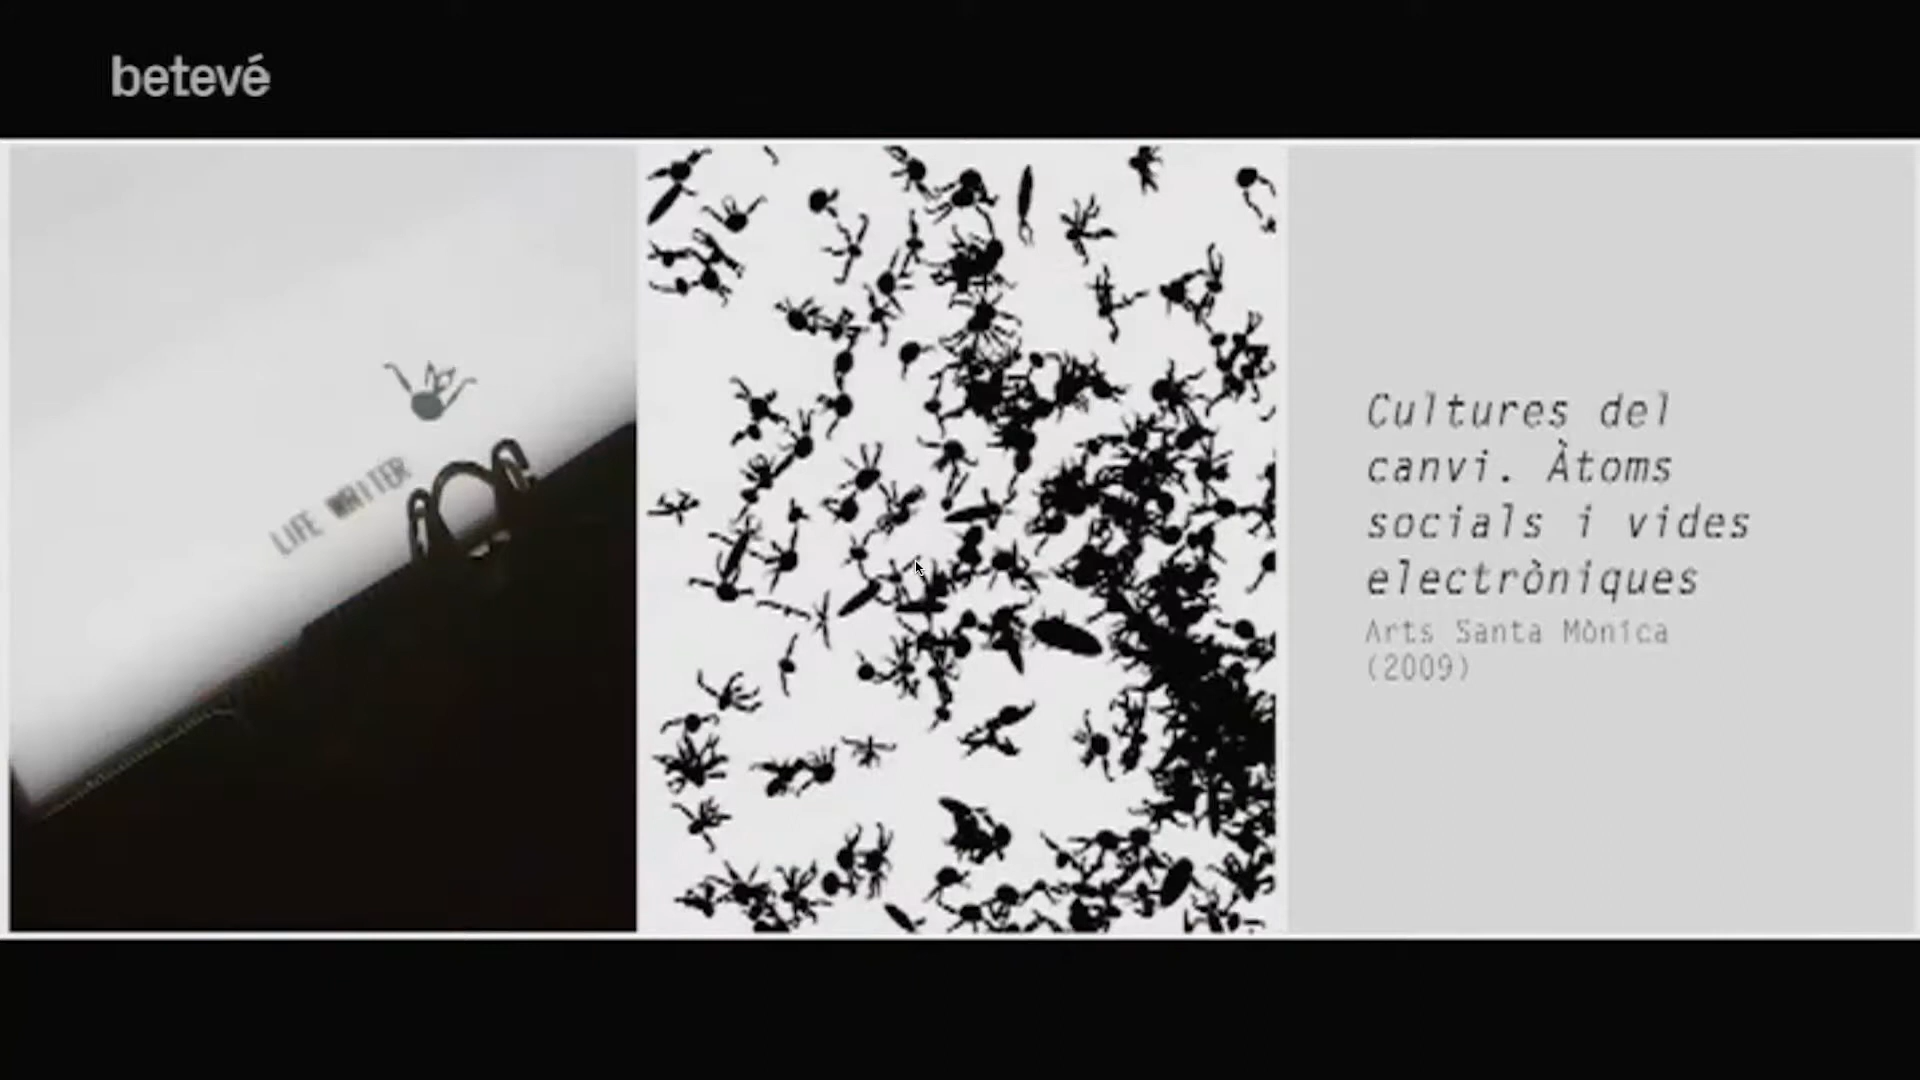 betevé
LIFE WRITER
Cultures del
canvi. Àtoms
socials i vides
electròniques
Arts Santa Mònica
(2009)